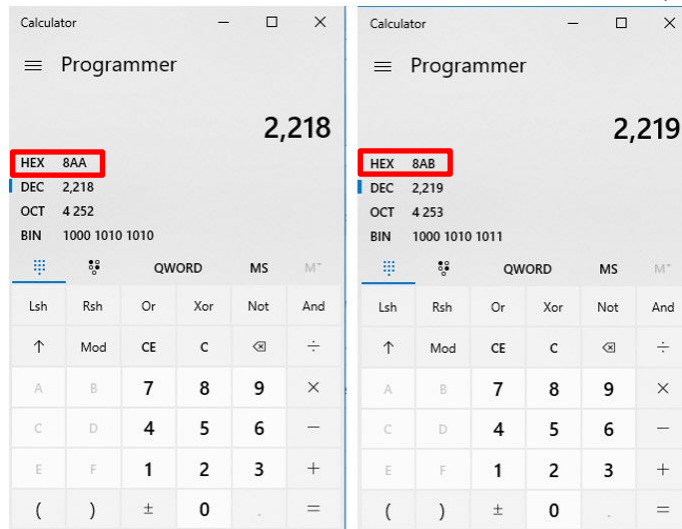 Calculator
Programmer
2,218
HEX 8AA
DEC 2,218
OCT 4 252
BIN 1000 1010 1010
QWORD MS M˅
Lsh Rsh Or Xor Not And
↑ Mod CE C ⌫ ÷
A B 7 8 9 ×
C D 4 5 6 −
E F 1 2 3 +
( ) ± 0 . =
Calculator
Programmer
2,219
HEX 8AB
DEC 2,219
OCT 4 253
BIN 1000 1010 1011
QWORD MS M˅
Lsh Rsh Or Xor Not And
↑ Mod CE C ⌫ ÷
A B 7 8 9 ×
C D 4 5 6 −
E F 1 2 3 +
( ) ± 0 . =